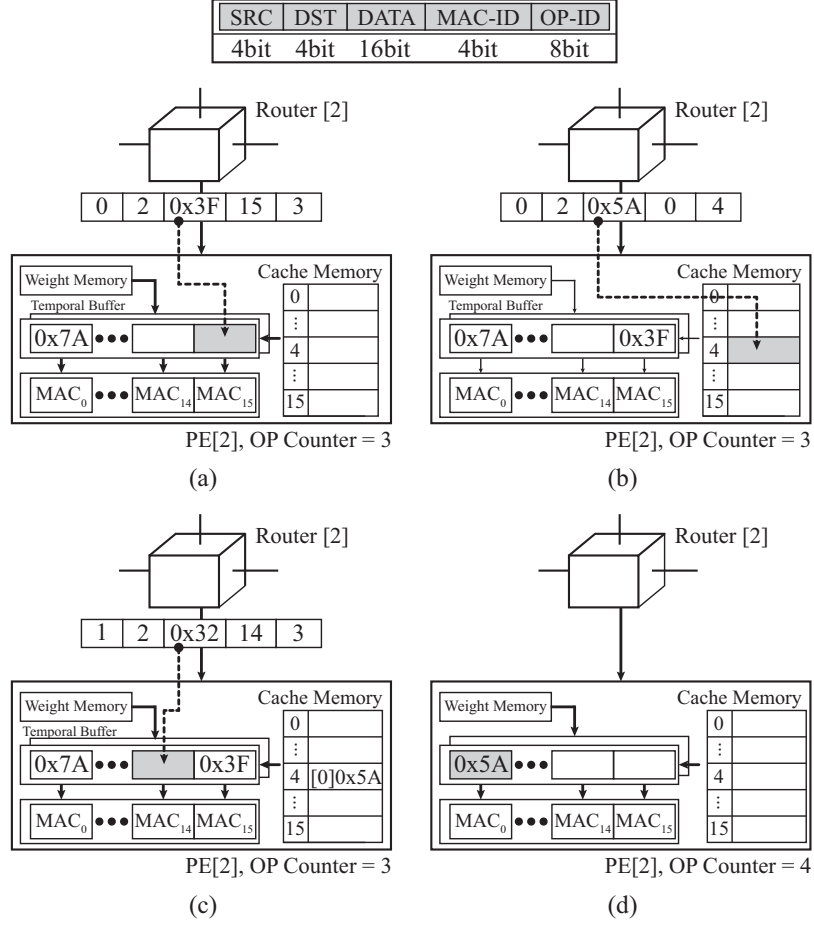 SRC DST DATA MAC-ID OP-ID
4bit 4bit 16bit 4bit 8bit
Router [2]
0 2 0x3F 15 3
Weight Memory
Cache Memory
Temporal Buffer
0
0x7A ●●●
⋮
4
⋮
MAC0 ●●● MAC14 MAC15
15
PE[2], OP Counter = 3
(a)
Router [2]
0 2 0x5A 0 4
Weight Memory
Cache Memory
Temporal Buffer
0
0x7A ●●● 0x3F
⋮
4
⋮
MAC0 ●●● MAC14 MAC15
15
PE[2], OP Counter = 3
(b)
Router [2]
1 2 0x32 14 3
Weight Memory
Cache Memory
Temporal Buffer
0
0x7A ●●● 0x3F
⋮
4 [0]0x5A
⋮
MAC0 ●●● MAC14 MAC15
15
PE[2], OP Counter = 3
(c)
Router [2]
Weight Memory
Cache Memory
0
0x5A ●●●
⋮
4
⋮
MAC0 ●●● MAC14 MAC15
15
PE[2], OP Counter = 4
(d)